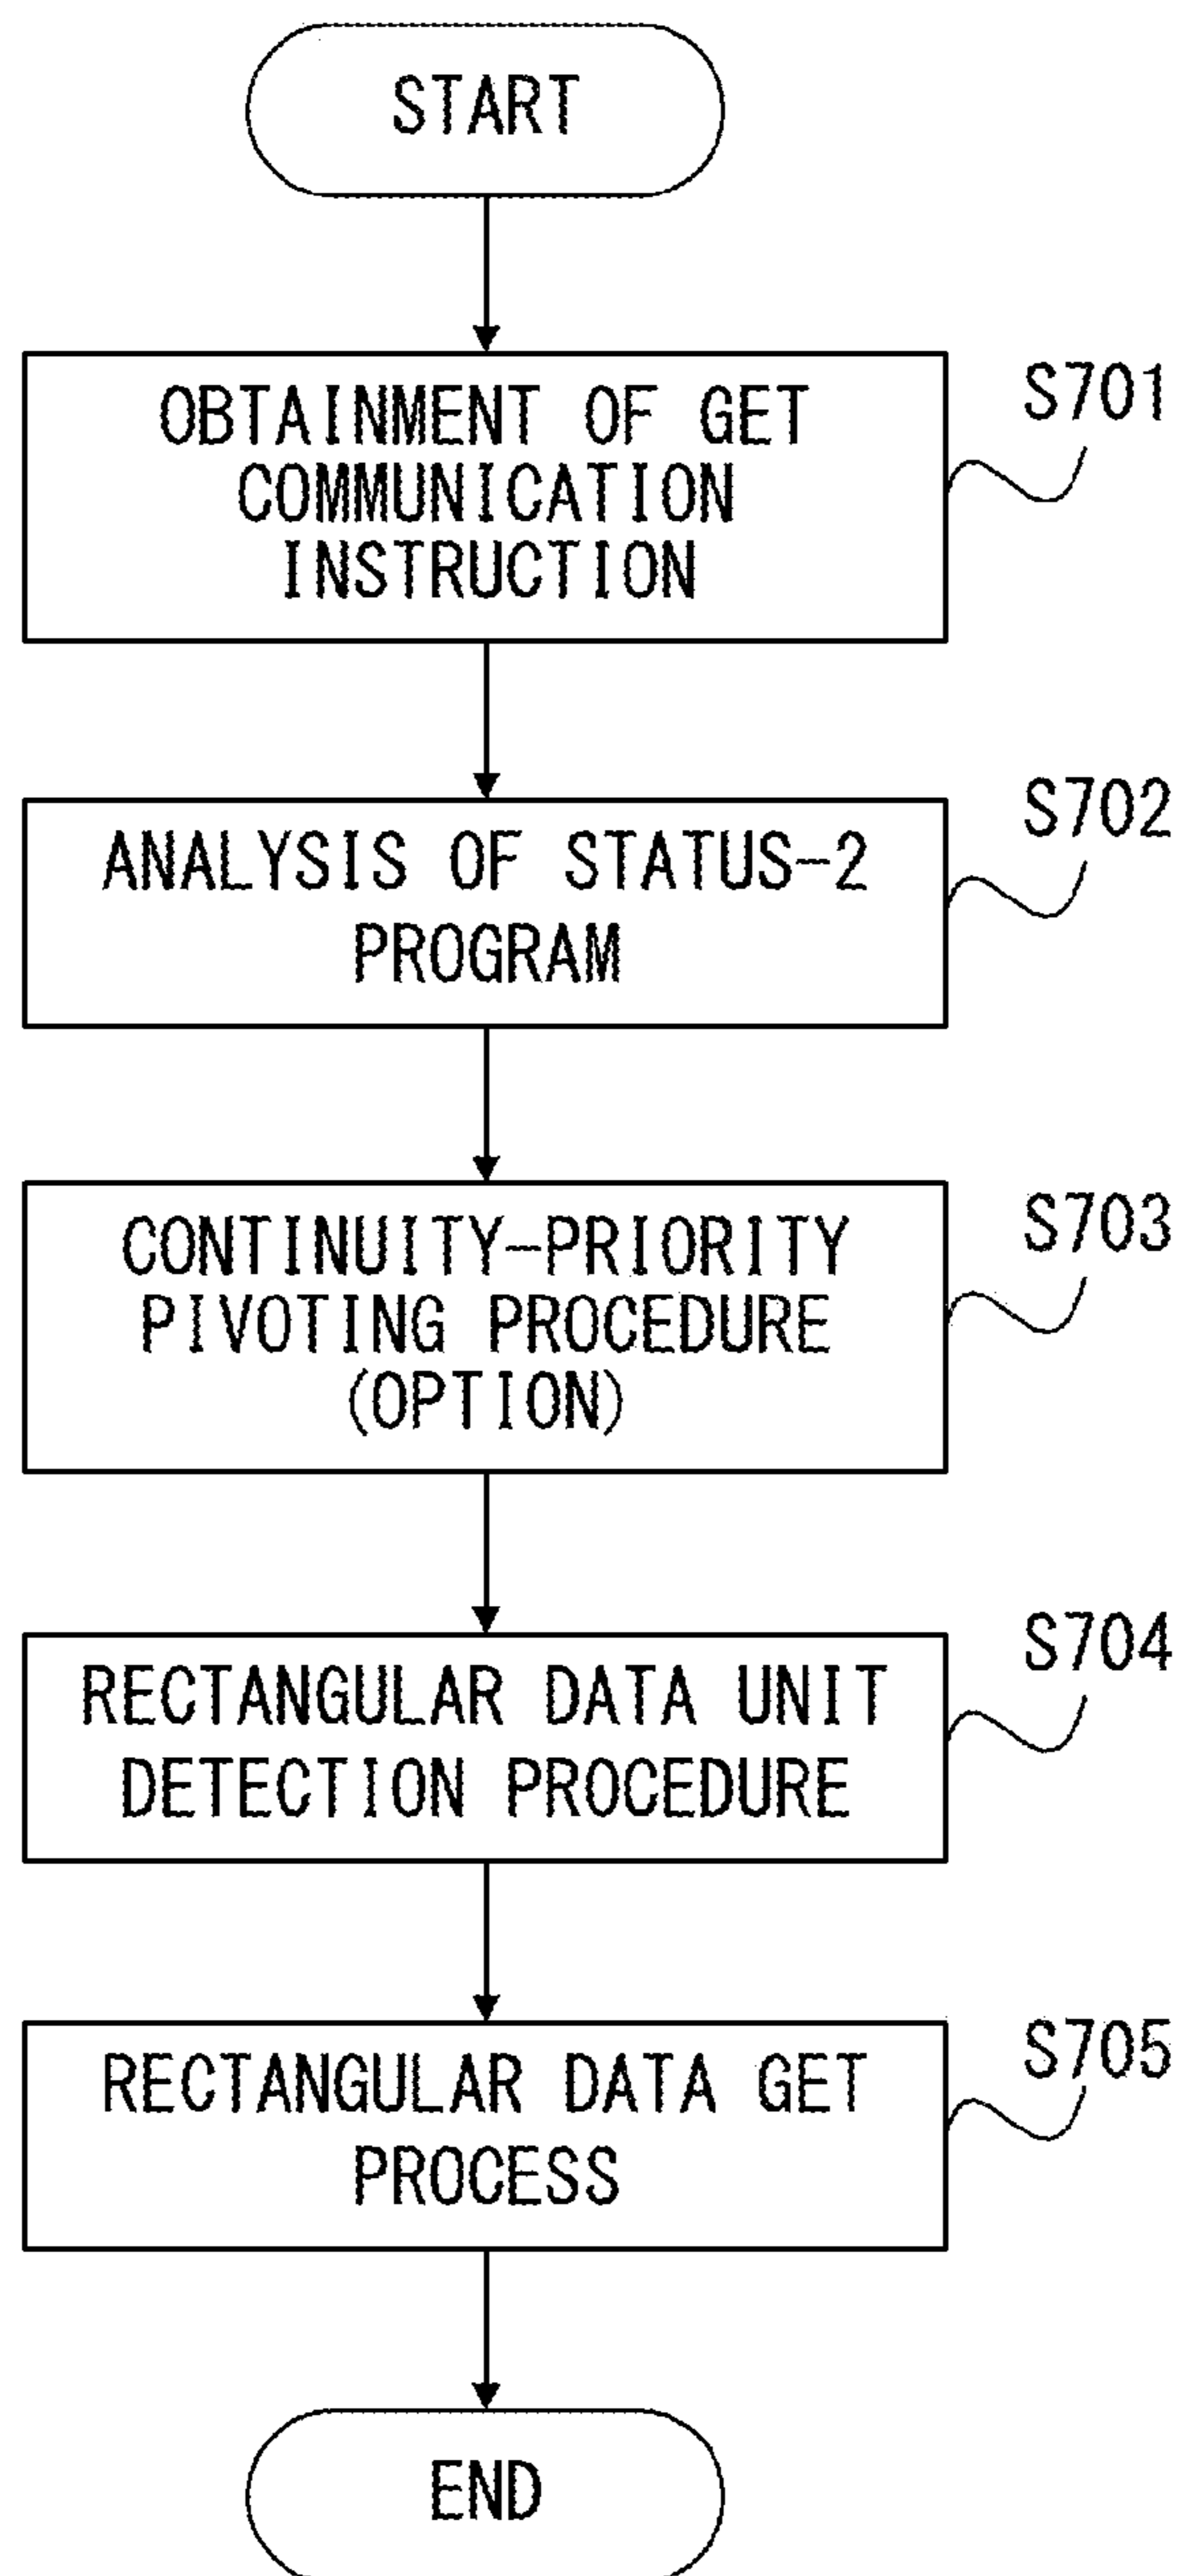 START
OBTAINMENT OF GET
COMMUNICATION
INSTRUCTION
S701
ANALYSIS OF STATUS-2
PROGRAM
S702
CONTINUITY-PRIORITY
PIVOTING PROCEDURE
(OPTION)
S703
RECTANGULAR DATA UNIT
DETECTION PROCEDURE
S704
RECTANGULAR DATA GET
PROCESS
S705
END